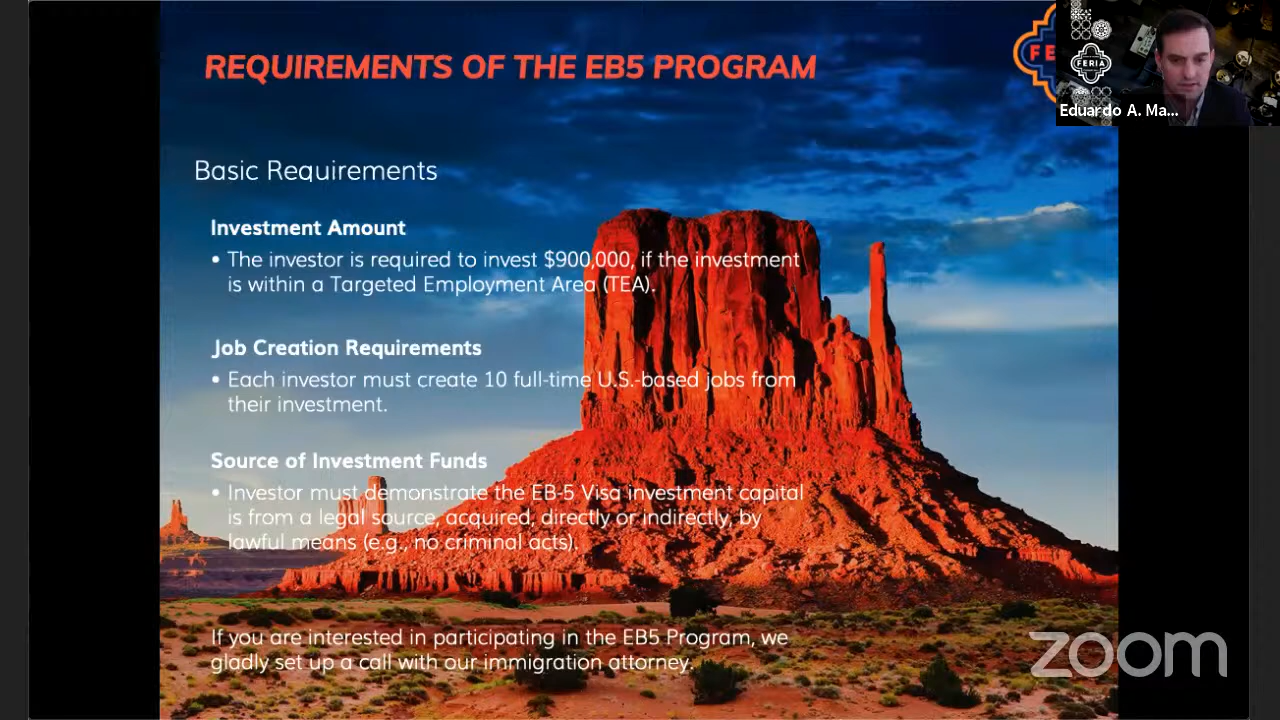 REQUIREMENTS OF THE EB5 PROGRAM
FE
FERIA
Eduardo A. Ma...
Basic Requirements
Investment Amount
• The investor is required to invest $900,000, if the investment
is within a Targeted Employment Area (TEA).
Job Creation Requirements
• Each investor must create 10 full-time U.S.-based jobs from
their investment.
Source of Investment Funds
• Investor must demonstrate the EB-5 Visa investment capital
is from a legal source, acquired, directly or indirectly, by
lawful means (e.g., no criminal acts).
If you are interested in participating in the EB5 Program, we
gladly set up a call with our immigration attorney.
zoom